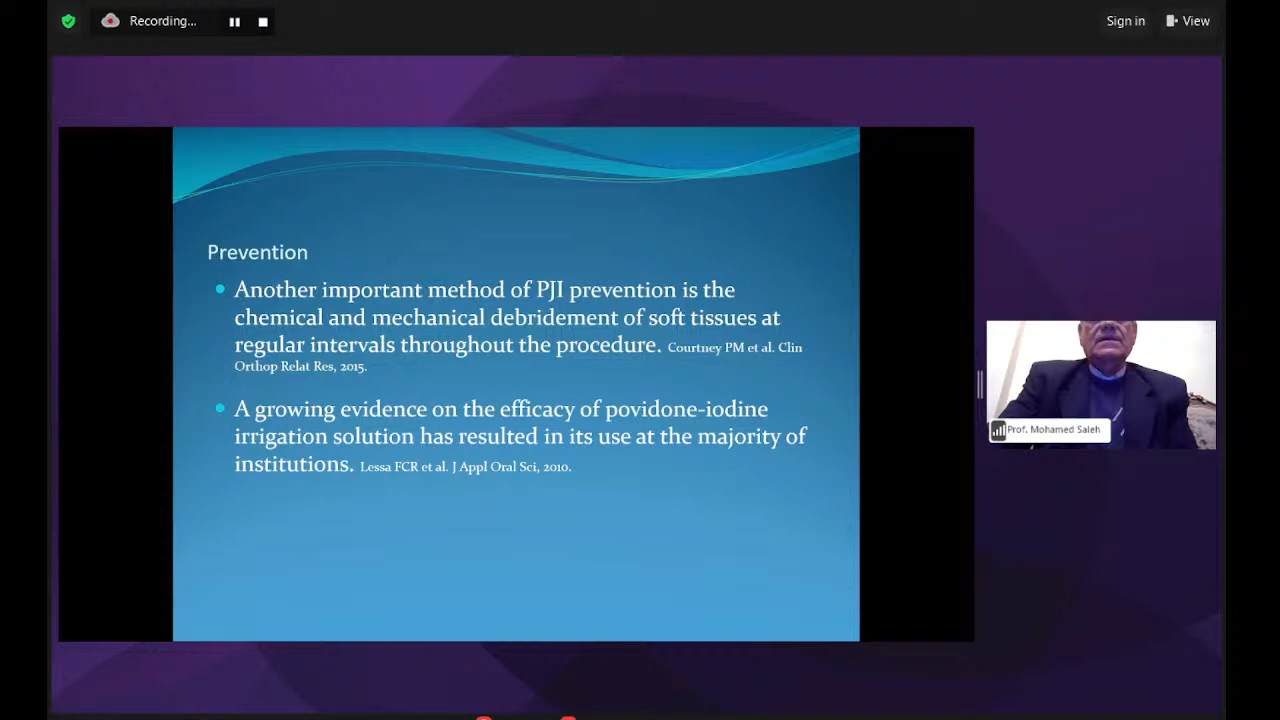 Recording...
Sign in
View
Prevention
Another important method of PJI prevention is the
chemical and mechanical debridement of soft tissues at
regular intervals throughout the procedure. Courtney PM et al. Clin
Orthop Relat Res, 2015.
A growing evidence on the efficacy of povidone-iodine
irrigation solution has resulted in its use at the majority of
institutions. Lessa FCR et al. J Appl Oral Sci, 2010.
Prof. Mohamed Saleh